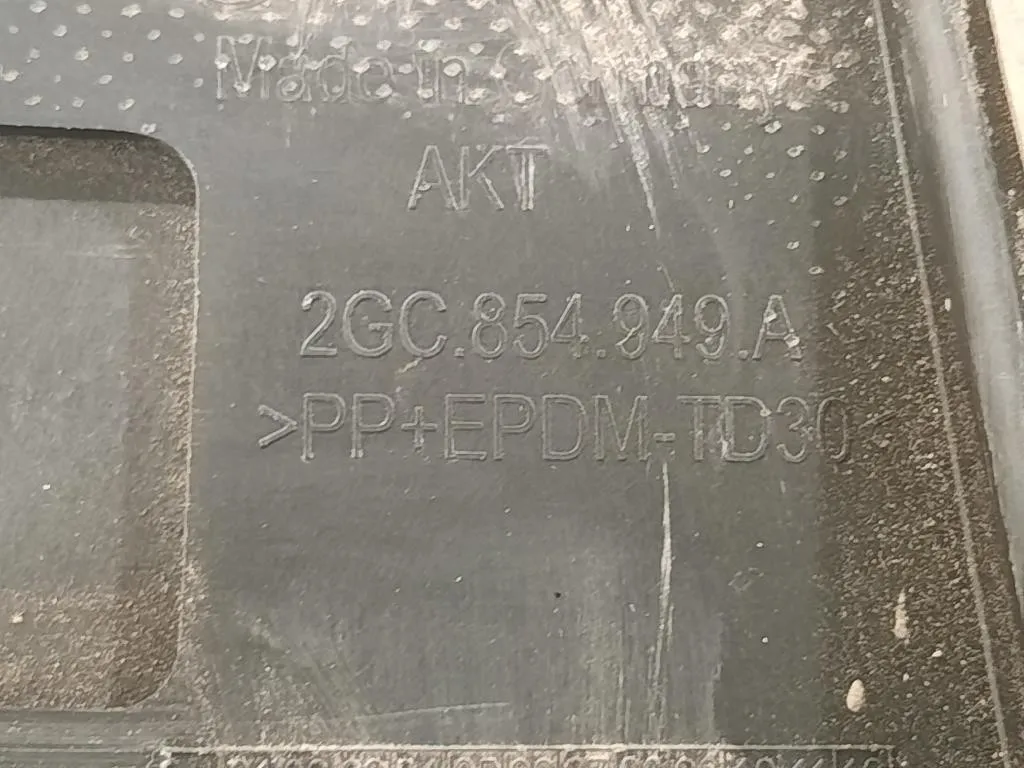 Made in Germany
AKT
2GC.854.949.A
>PP+EPDM-TD30<